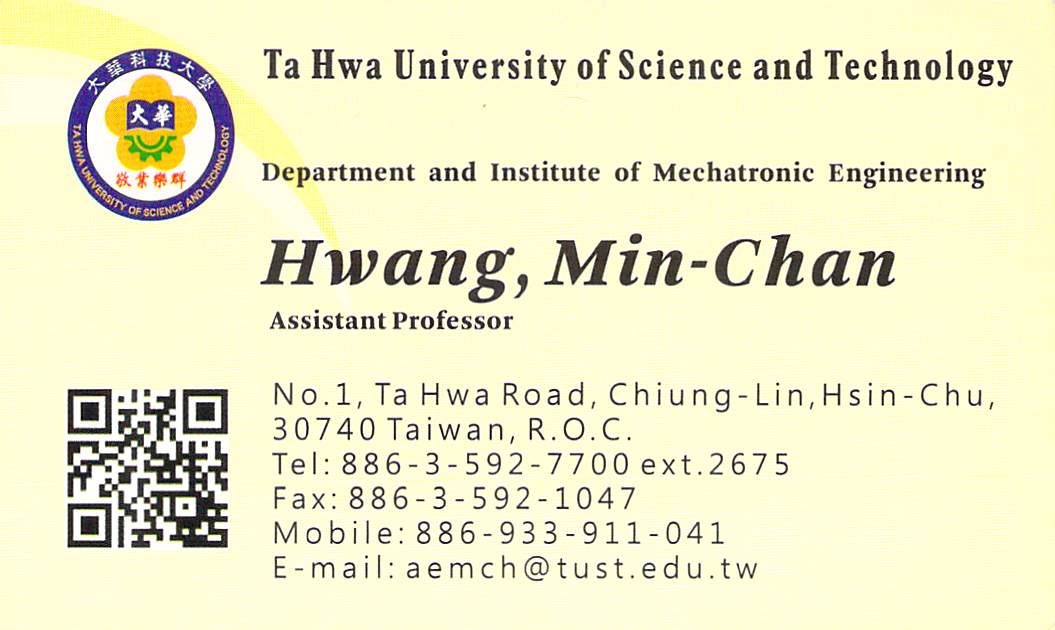 大華科技大學
大華
敬業樂群
TA HWA UNIVERSITY OF SCIENCE AND TECHNOLOGY
Ta Hwa University of Science and Technology
Department and Institute of Mechatronic Engineering
Hwang, Min-Chan
Assistant Professor
No.1, Ta Hwa Road, Chiung-Lin,Hsin-Chu,
30740 Taiwan, R.O.C.
Tel: 886-3-592-7700 ext.2675
Fax: 886-3-592-1047
Mobile: 886-933-911-041
E-mail: aemch@tust.edu.tw